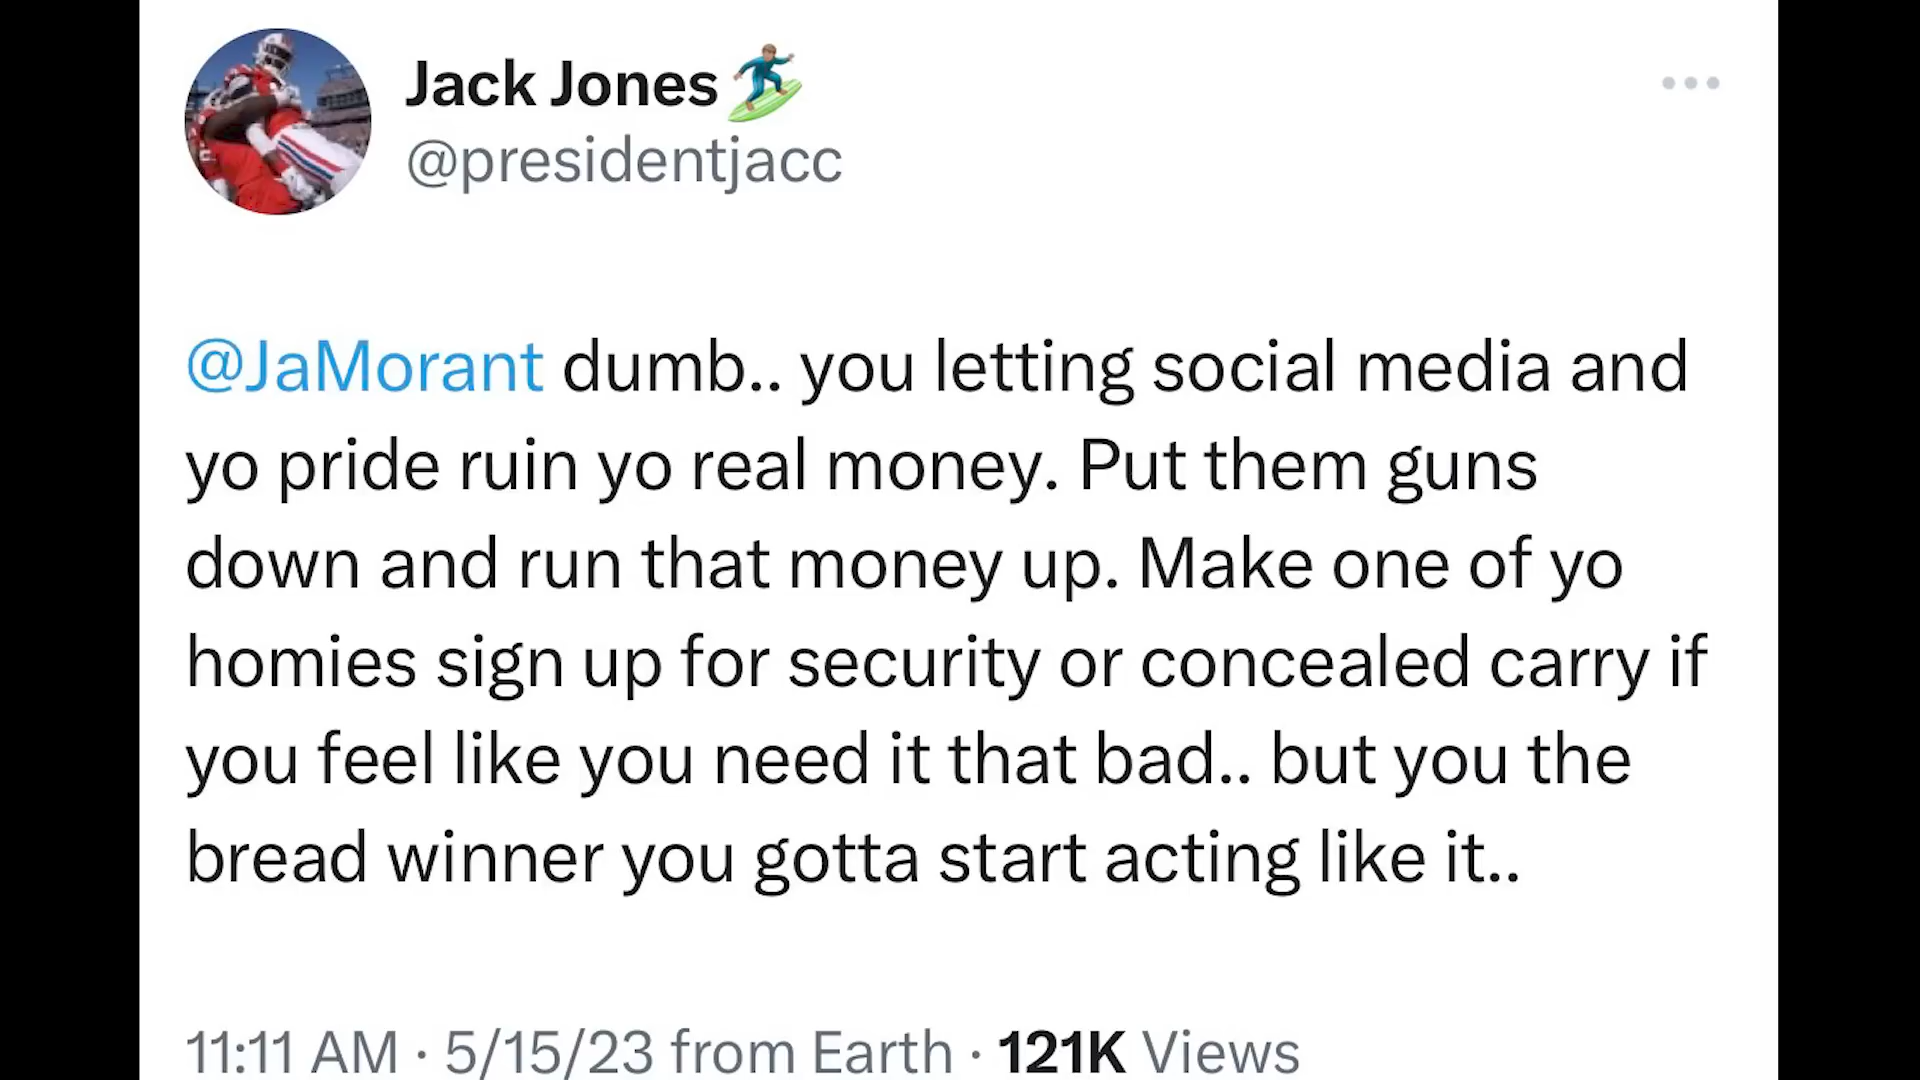 Jack Jones🏄🏽‍♂️
@presidentjacc
@JaMorant dumb.. you letting social media and
yo pride ruin yo real money. Put them guns
down and run that money up. Make one of yo
homies sign up for security or concealed carry if
you feel like you need it that bad.. but you the
bread winner you gotta start acting like it..
11:11 AM · 5/15/23 from Earth · 121K Views